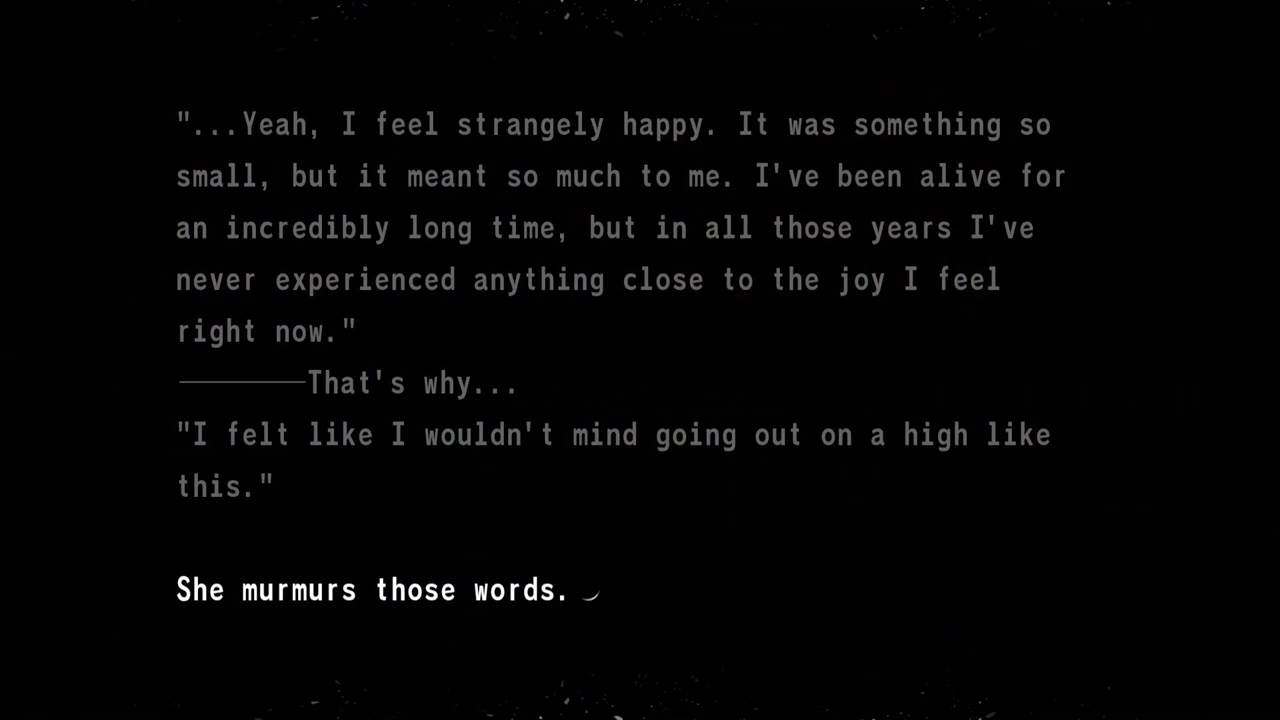 "...Yeah, I feel strangely happy. It was something so
small, but it meant so much to me. I've been alive for
an incredibly long time, but in all those years I've
never experienced anything close to the joy I feel
right now."
————————That's why...
"I felt like I wouldn't mind going out on a high like
this."
She murmurs those words.